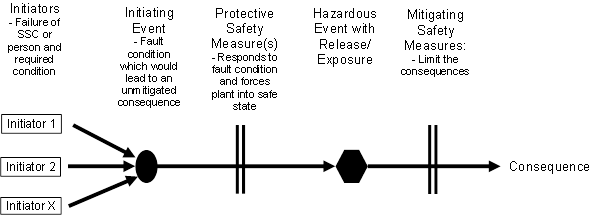 Initiators
- Failure of
SSC or
person and
required
condition
Initiating
Event
- Fault
condition
which would
lead to an
unmitigated
consequence
Protective
Safety
Measure(s)
- Responds to
fault condition
and forces
plant into safe
state
Hazardous
Event with
Release/
Exposure
Mitigating
Safety
Measures:
- Limit the
consequences
Initiator 1
Initiator 2
Initiator X
Consequence